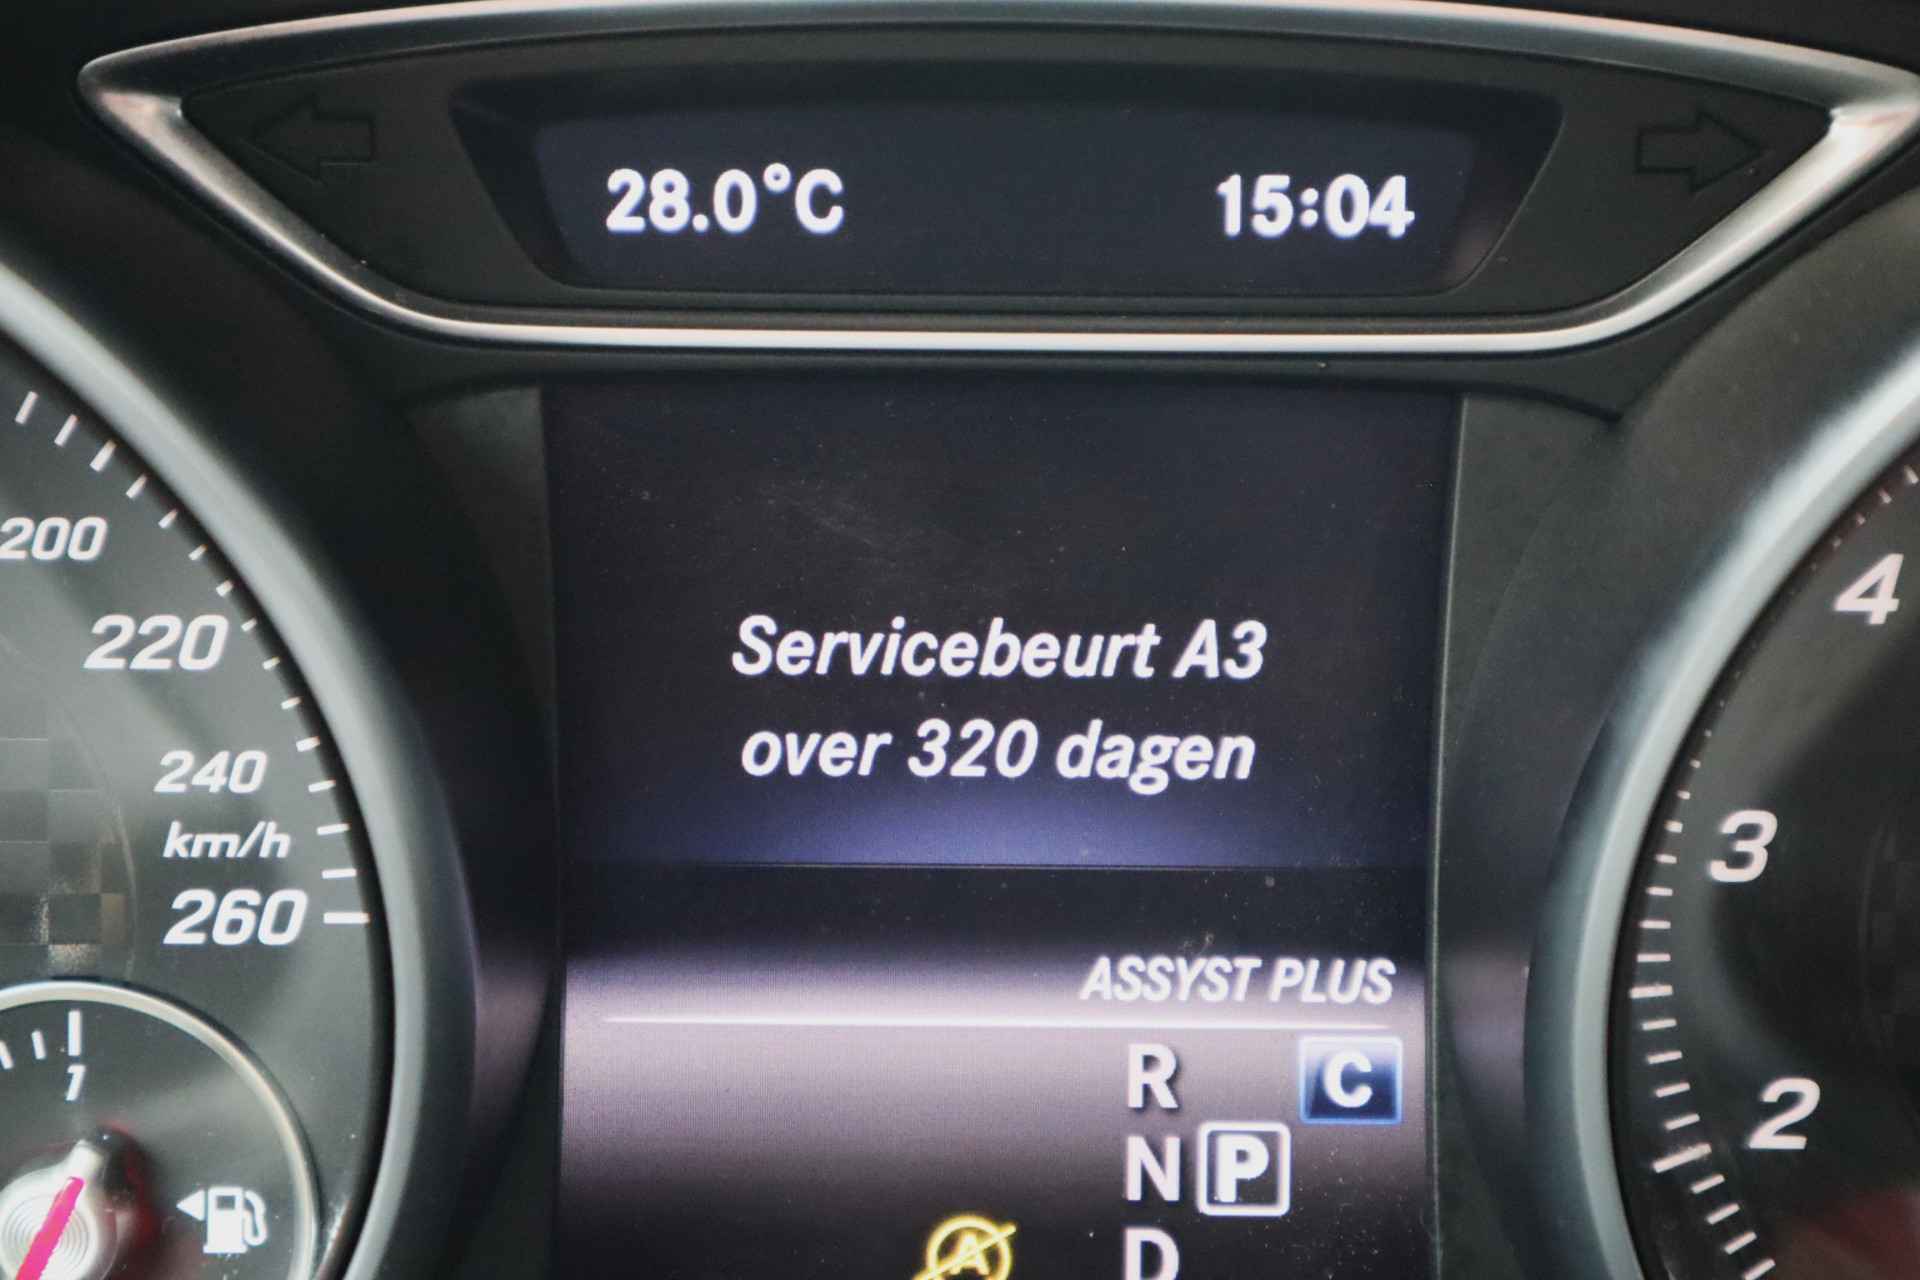 28.0°C 15:04
200
220
240
km/h
260
1
Servicebeurt A3
over 320 dagen
ASSYST PLUS
R C
N P
A D
4
3
2